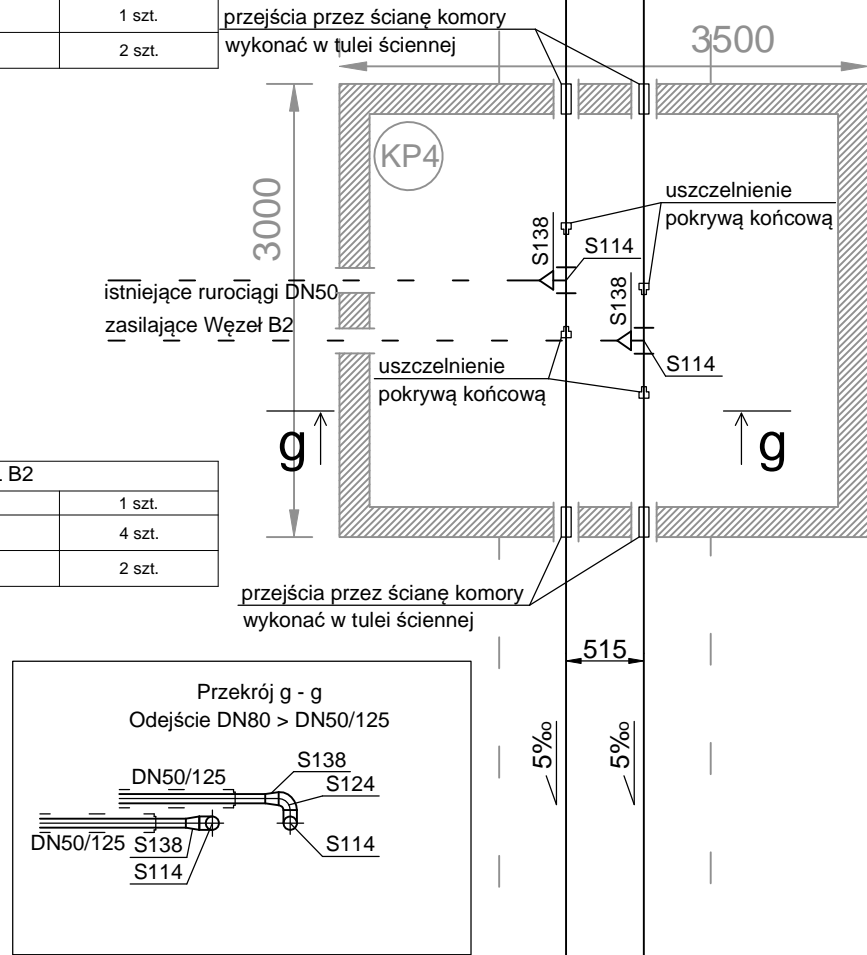 1 szt.
2 szt.
przejścia przez ścianę komory
wykonać w tulei ściennej
3500
KP4
3000
uszczelnienie
pokrywą końcową
S138
S114
S138
S114
istniejące rurociągi DN50
zasilające Węzeł B2
uszczelnienie
pokrywą końcową
g
g
B2
1 szt.
4 szt.
2 szt.
przejścia przez ścianę komory
wykonać w tulei ściennej
515
5‰
5‰
Przekrój g - g
Odejście DN80 > DN50/125
S138
DN50/125
S124
DN50/125
S138
S114
S114